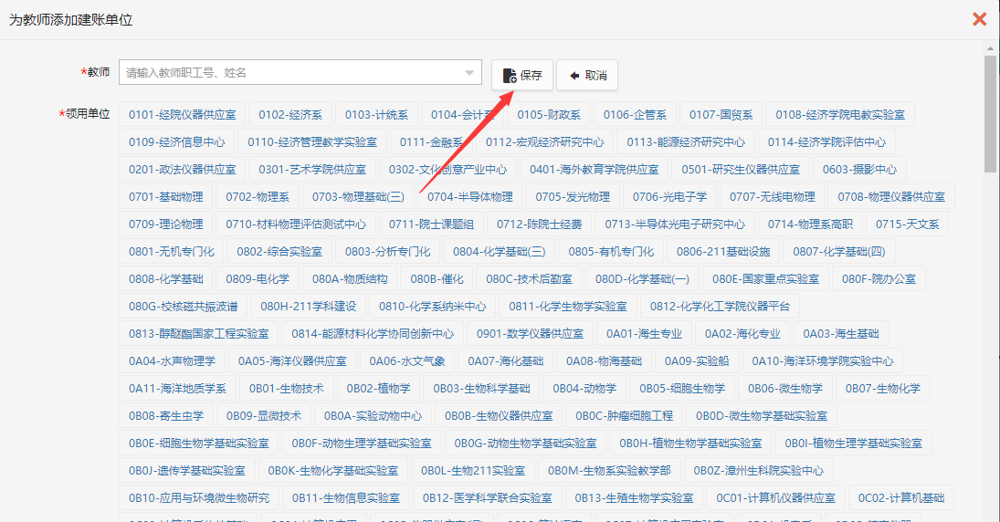 为教师添加建账单位
*教师 请输入教师职工号、姓名 保存 取消
*领用单位 0101-经院仪器供应室 0102-经济系 0103-计统系 0104-会计系 0105-财政系 0106-企管系 0107-国贸系 0108-经济学院电教实验室
0109-经济信息中心 0110-经济管理教学实验室 0111-金融系 0112-宏观经济研究中心 0113-能源经济研究中心 0114-经济学院评估中心
0201-政法仪器供应室 0301-艺术学院供应室 0302-文化创意产业中心 0401-海外教育学院供应室 0501-研究生仪器供应室 0603-摄影中心
0701-基础物理 0702-物理系 0703-物理基础(三) 0704-半导体物理 0705-发光物理 0706-光电子学 0707-无线电物理 0708-物理仪器供应室
0709-理论物理 0710-材料物理评估测试中心 0711-院士课题组 0712-陈院士经费 0713-半导体光电子研究中心 0714-物理系高职 0715-天文系
0801-无机专门化 0802-综合实验室 0803-分析专门化 0804-化学基础(三) 0805-有机专门化 0806-211基础设施 0807-化学基础(四)
0808-化学基础 0809-电化学 080A-物质结构 080B-催化 080C-技术后勤室 080D-化学基础(一) 080E-国家重点实验室 080F-院办公室
080G-校核磁共振波谱 080H-211学科建设 0810-化学系纳米中心 0811-化学生物学实验室 0812-化学化工学院仪器平台
0813-醇醚酯国家工程实验室 0814-能源材料化学协同创新中心 0901-数学仪器供应室 0A01-海生专业 0A02-海化专业 0A03-海生基础
0A04-水声物理学 0A05-海洋仪器供应室 0A06-水文气象 0A07-海化基础 0A08-物海基础 0A09-实验船 0A10-海洋环境学院实验中心
0A11-海洋地质学系 0B01-生物技术 0B02-植物学 0B03-生物科学基础 0B04-动物学 0B05-细胞生物学 0B06-微生物学 0B07-生物化学
0B08-寄生虫学 0B09-显微技术 0B0A-实验动物中心 0B0B-生物仪器供应室 0B0C-肿瘤细胞工程 0B0D-微生物学基础实验室
0B0E-细胞生物学基础实验室 0B0F-动物生理学基础实验室 0B0G-动物生物学基础实验室 0B0H-植物生物学基础实验室 0B0I-植物生理学基础实验室
0B0J-遗传学基础实验室 0B0K-生物化学基础实验室 0B0L-生物211实验室 0B0M-生物系实验教学部 0B0Z-漳州生科院实验中心
0B10-应用与环境微生物研究 0B11-生物信息实验室 0B12-医学科学联合实验室 0B13-生殖生物学实验室 0C01-计算机仪器供应室 0C02-计算机基础